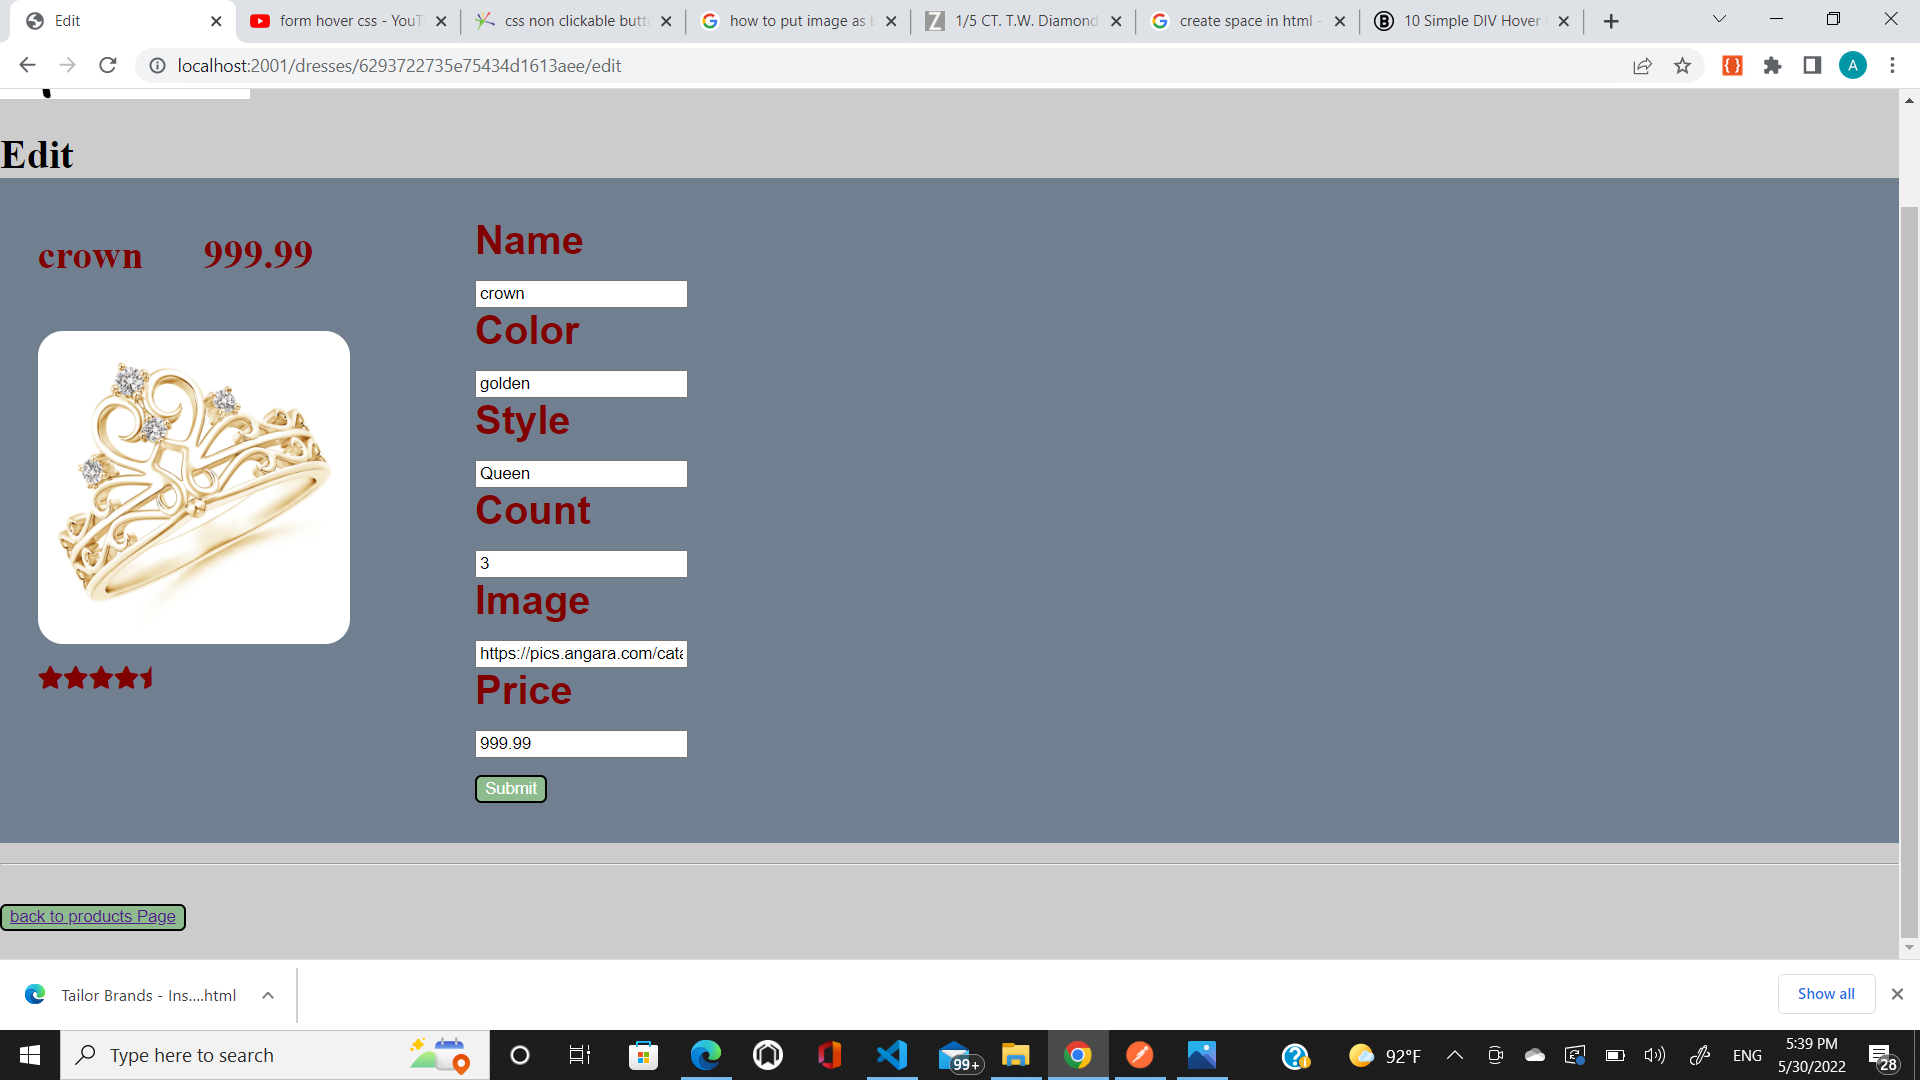 Edit
form hover css - YouT
css non clickable butt
how to put image as b
1/5 CT. T.W. Diamond
create space in html -
10 Simple DIV Hover
localhost:2001/dresses/6293722735e75434d1613aee/edit
A
Edit
crown 999.99
Name
crown
Color
golden
Style
Queen
Count
3
Image
https://pics.angara.com/cata
Price
999.99
Submit
back to products Page
Tailor Brands - Ins....html
Show all
Type here to search
99+
92°F
ENG
5:39 PM
5/30/2022
28